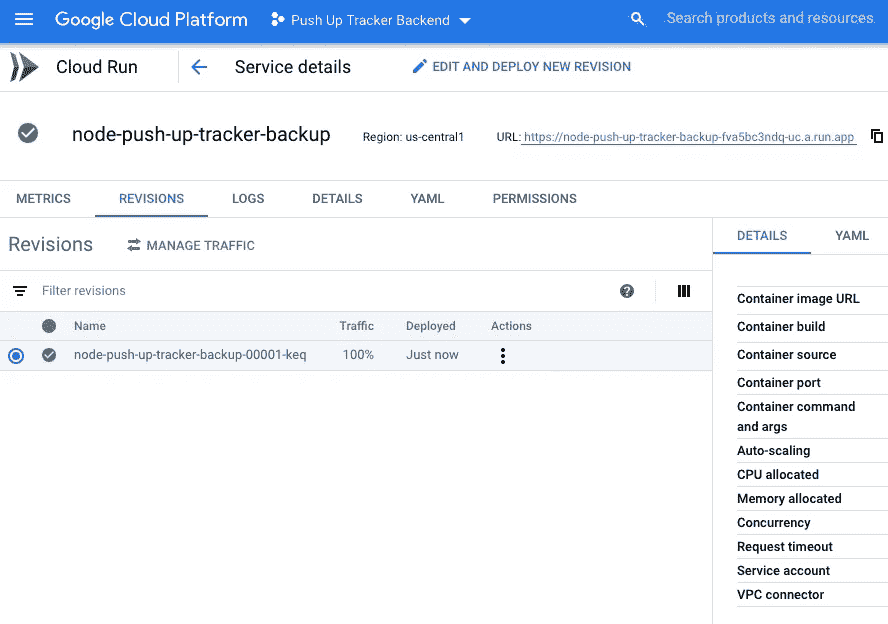 Google Cloud Platform Push Up Tracker Backend Search products and resources
Cloud Run Service details EDIT AND DEPLOY NEW REVISION
node-push-up-tracker-backup Region: us-central1 URL: https://node-push-up-tracker-backup-fva5bc3ndq-uc.a.run.app
METRICS REVISIONS LOGS DETAILS YAML PERMISSIONS
Revisions MANAGE TRAFFIC
Filter revisions
Name Traffic Deployed Actions
node-push-up-tracker-backup-00001-keq 100% Just now
DETAILS YAML
Container image URL
Container build
Container source
Container port
Container command
and args
Auto-scaling
CPU allocated
Memory allocated
Concurrency
Request timeout
Service account
VPC connector